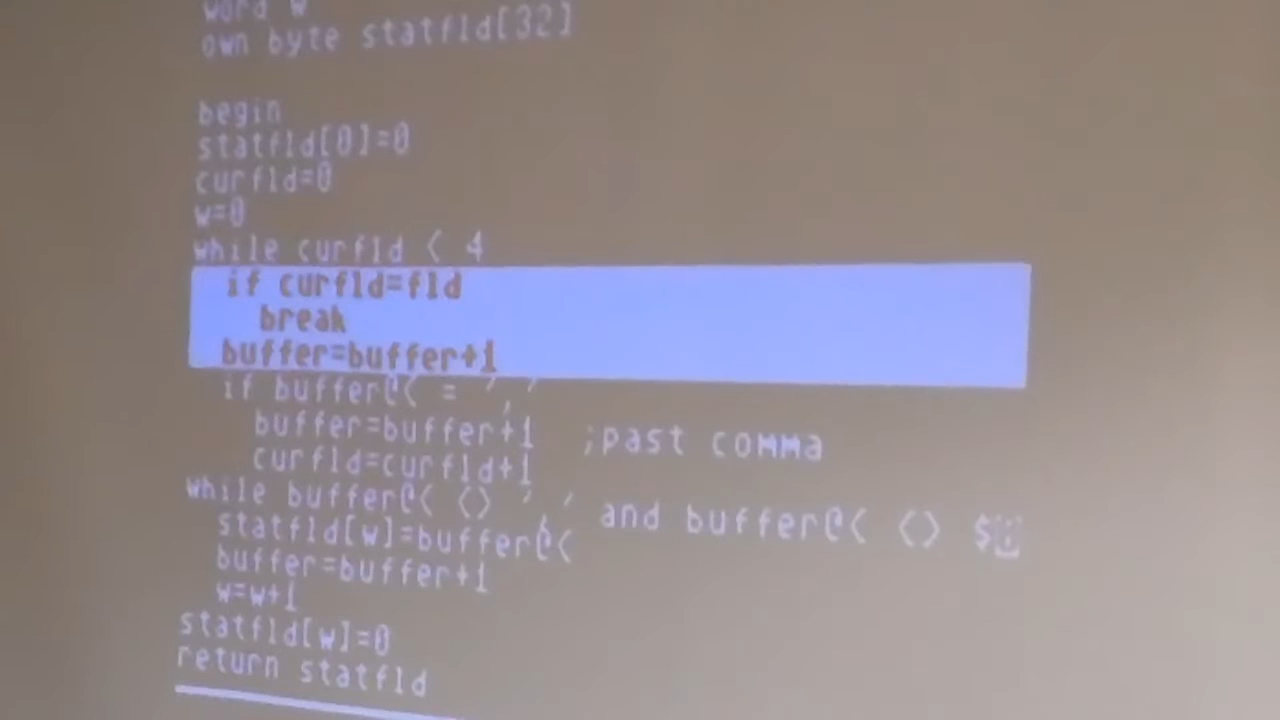 word w
own byte statfld[32]
begin
statfld[0]=0
curfld=0
w=0
while curfld < 4
if curfld=fld
break
buffer=buffer+1
if buffer@< = ','
buffer=buffer+1 ;past comma
curfld=curfld+1
while buffer@< <> ',' and buffer@< <> $
statfld[w]=buffer@<
buffer=buffer+1
w=w+1
statfld[w]=0
return statfld